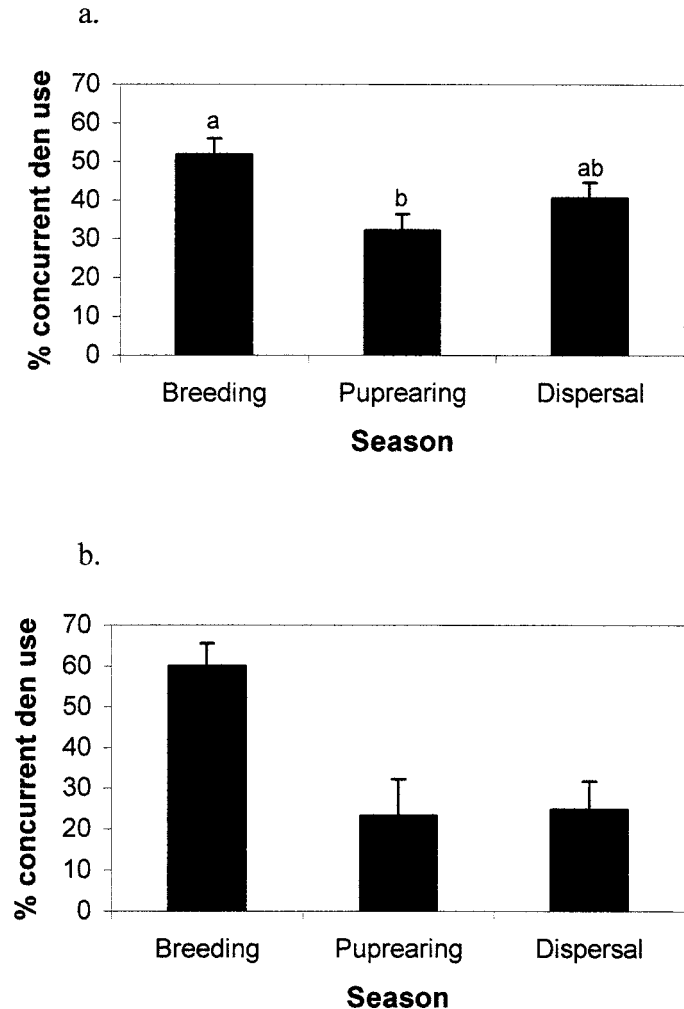 a.
% concurrent den use
70
60
50
40
30
20
10
0
a
b
ab
Breeding Puprearing Dispersal
Season
b.
% concurrent den use
70
60
50
40
30
20
10
0
Breeding Puprearing Dispersal
Season